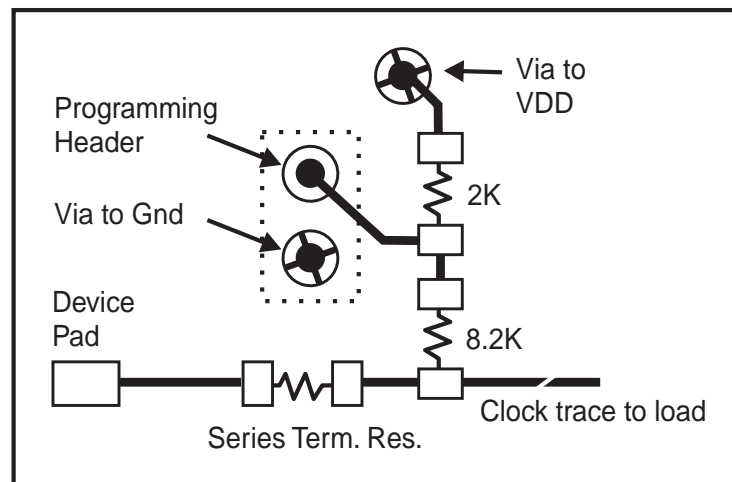 Via to
VDD
Programming
Header
2K
Via to Gnd
Device
Pad
8.2K
Clock trace to load
Series Term. Res.